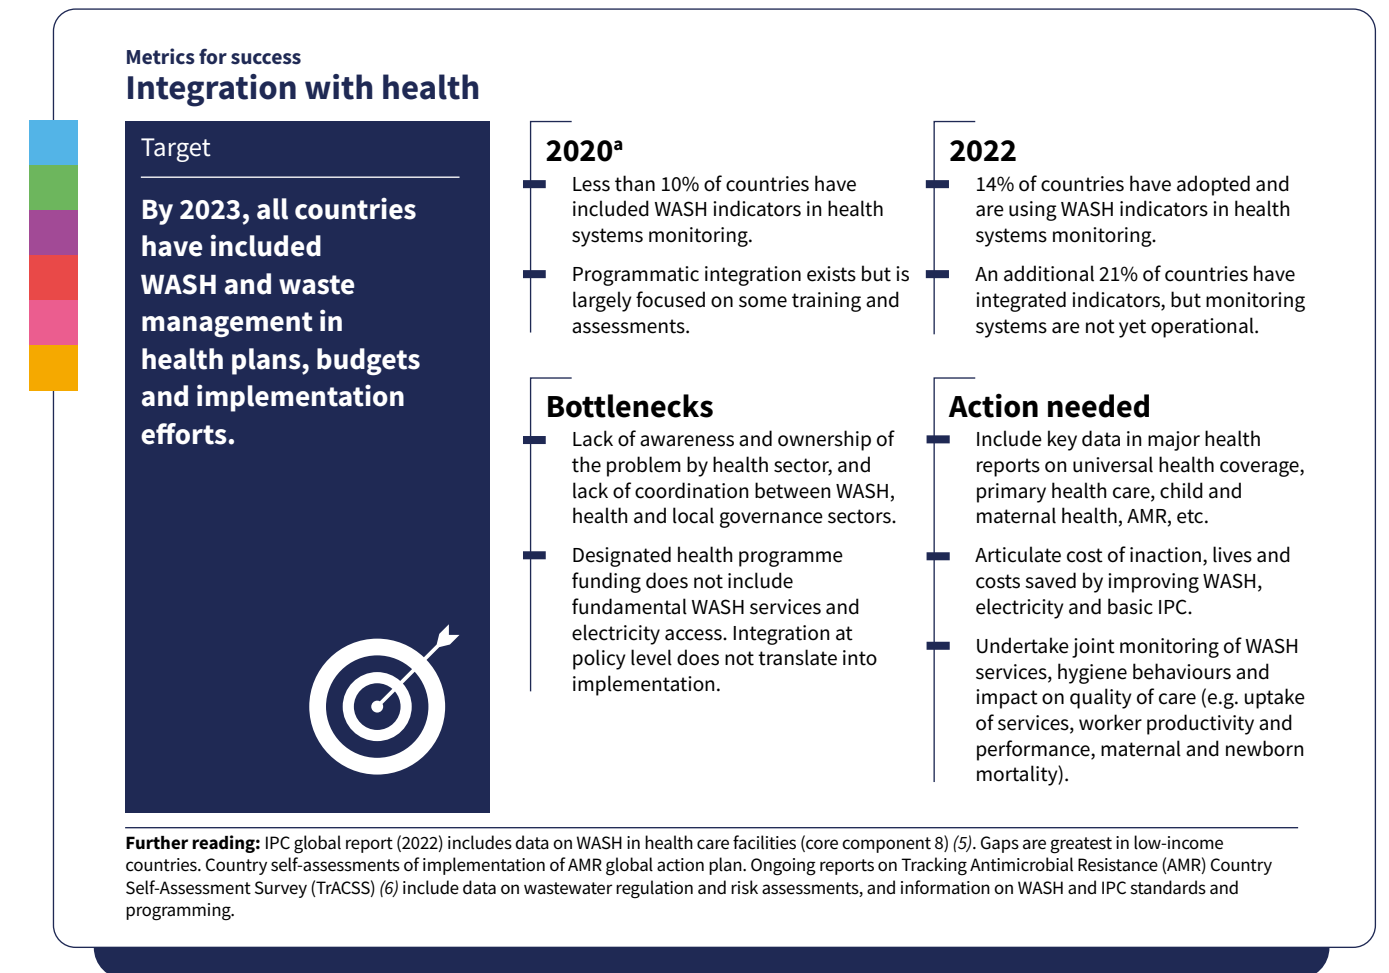 Metrics for success
Integration with health
Target
By 2023, all countries
have included
WASH and waste
management in
health plans, budgets
and implementation
efforts.
2020ª
Less than 10% of countries have
included WASH indicators in health
systems monitoring.
Programmatic integration exists but is
largely focused on some training and
assessments.
2022
14% of countries have adopted and
are using WASH indicators in health
systems monitoring.
An additional 21% of countries have
integrated indicators, but monitoring
systems are not yet operational.
Bottlenecks
Lack of awareness and ownership of
the problem by health sector, and
lack of coordination between WASH,
health and local governance sectors.
Designated health programme
funding does not include
fundamental WASH services and
electricity access. Integration at
policy level does not translate into
implementation.
Action needed
Include key data in major health
reports on universal health coverage,
primary health care, child and
maternal health, AMR, etc.
Articulate cost of inaction, lives and
costs saved by improving WASH,
electricity and basic IPC.
Undertake joint monitoring of WASH
services, hygiene behaviours and
impact on quality of care (e.g. uptake
of services, worker productivity and
performance, maternal and newborn
mortality).
Further reading: IPC global report (2022) includes data on WASH in health care facilities (core component 8) (5). Gaps are greatest in low-income
countries. Country self-assessments of implementation of AMR global action plan. Ongoing reports on Tracking Antimicrobial Resistance (AMR) Country
Self-Assessment Survey (TrACSS) (6) include data on wastewater regulation and risk assessments, and information on WASH and IPC standards and
programming.